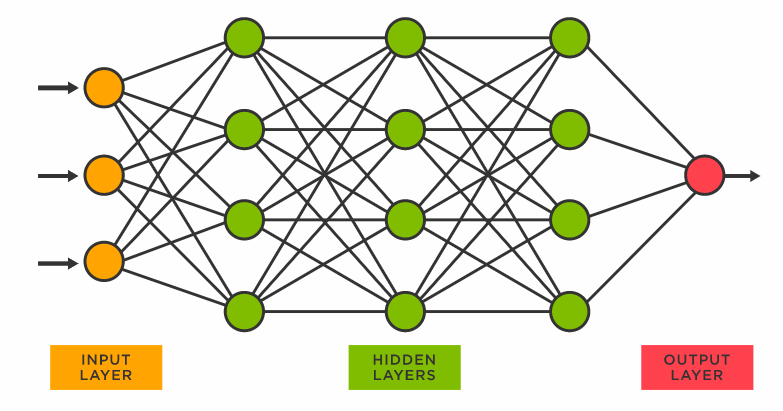 INPUT
LAYER
HIDDEN
LAYERS
OUTPUT
LAYER